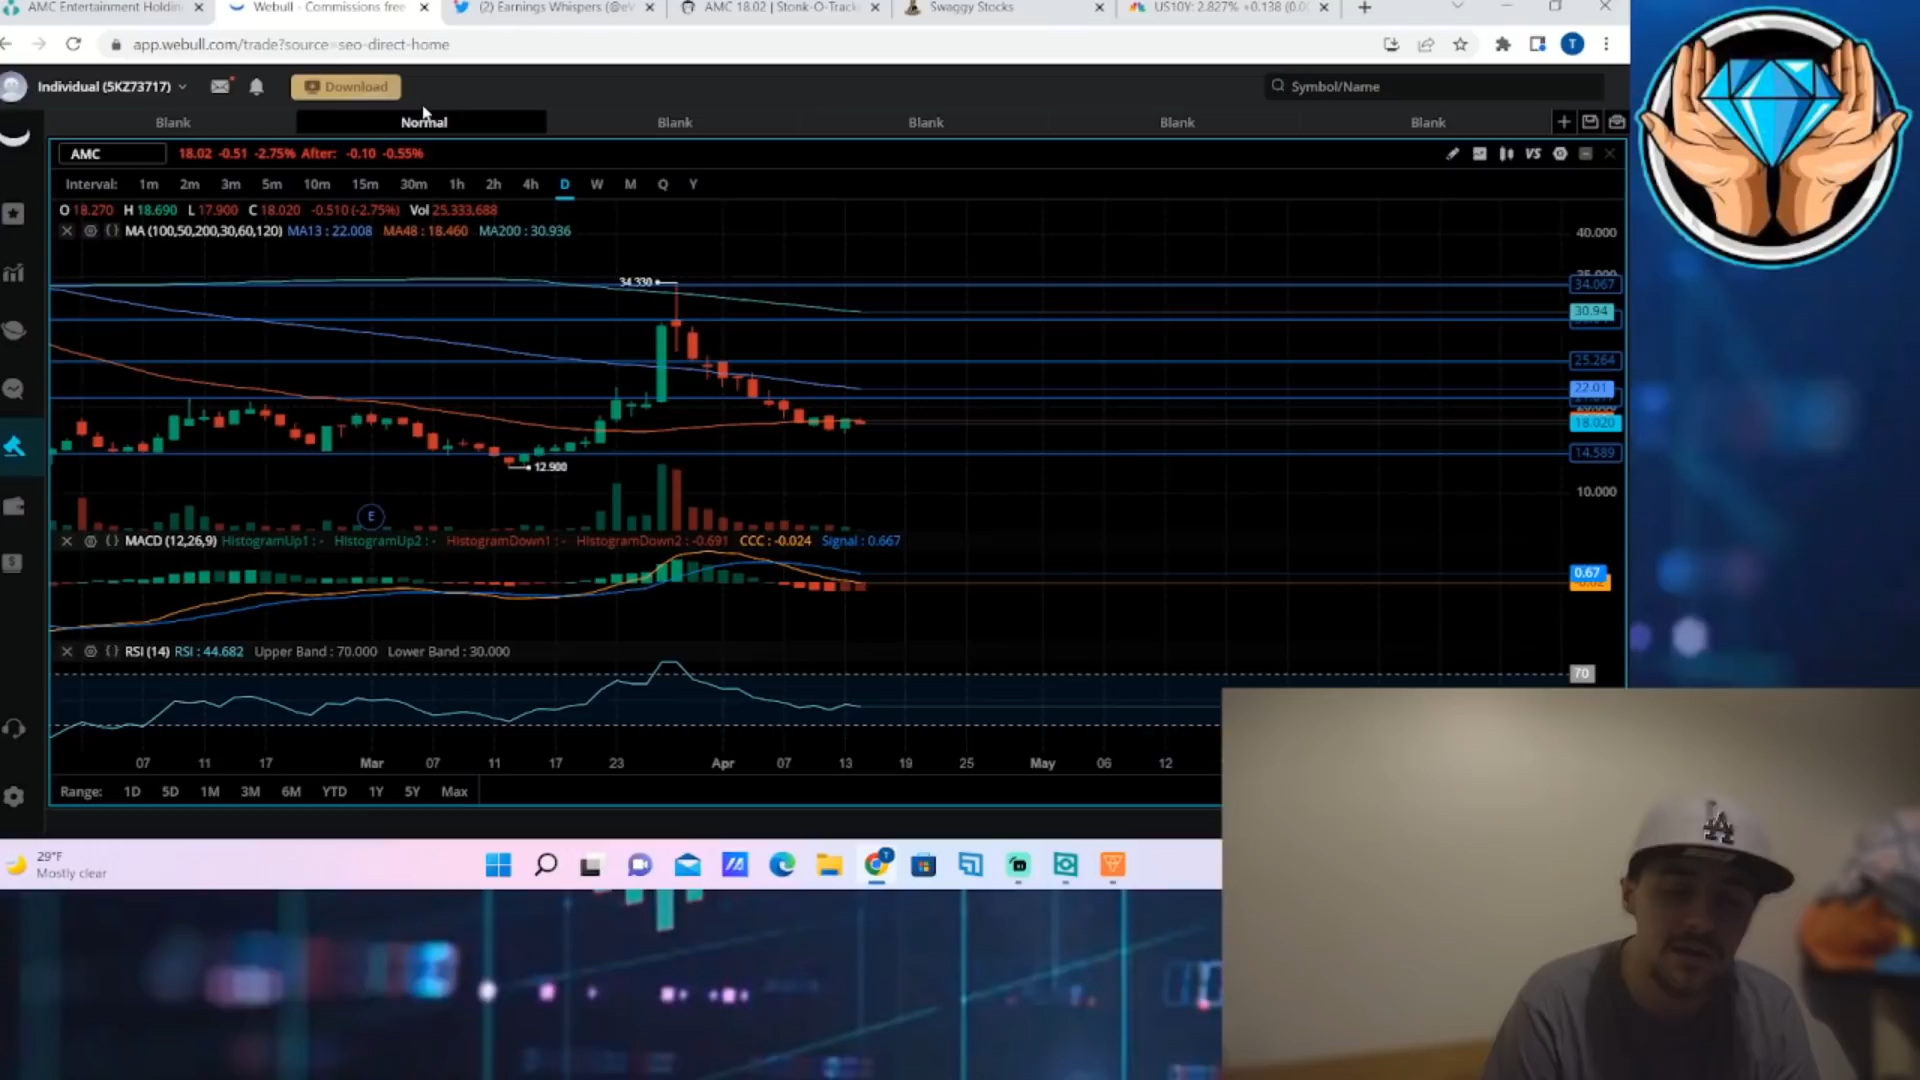 AMC Entertainment Holdin
Webull - Commissions free
(2) Earnings Whispers (@eV
AMC 18.02 | Stonk-O-Track
Swaggy Stocks
US10Y: 2.827% +0.138 (0.0
app.webull.com/trade?source=seo-direct-home
T
Individual (5KZ73717)
Download
Symbol/Name
Blank
Normal
Blank
Blank
Blank
Blank
AMC
18.02 -0.51 -2.75% After: -0.10 -0.55%
VS
Interval: 1m 2m 3m 5m 10m 15m 30m 1h 2h 4h D W M Q Y
O 18.270 H 18.690 L 17.900 C 18.020 -0.510 (-2.75%) Vol 25,333,688
MA (100,50,200,30,60,120) MA13 : 22.008 MA48 : 18.460 MA200 : 30.936
40.000
35.000
34.330
34.067
30.94
25.264
22.01
18.020
14.589
12.900
10.000
E
MACD (12,26,9) HistogramUp1 : - HistogramUp2 : - HistogramDown1 : - HistogramDown2 : -0.691 CCC : -0.024 Signal : 0.667
0.67
RSI (14) RSI : 44.682 Upper Band : 70.000 Lower Band : 30.000
70
07 11 17 Mar 07 11 17 23 Apr 07 13 19 25 May 06 12
Range: 1D 5D 1M 3M 6M YTD 1Y 5Y Max
29°F
Mostly clear
T
LA